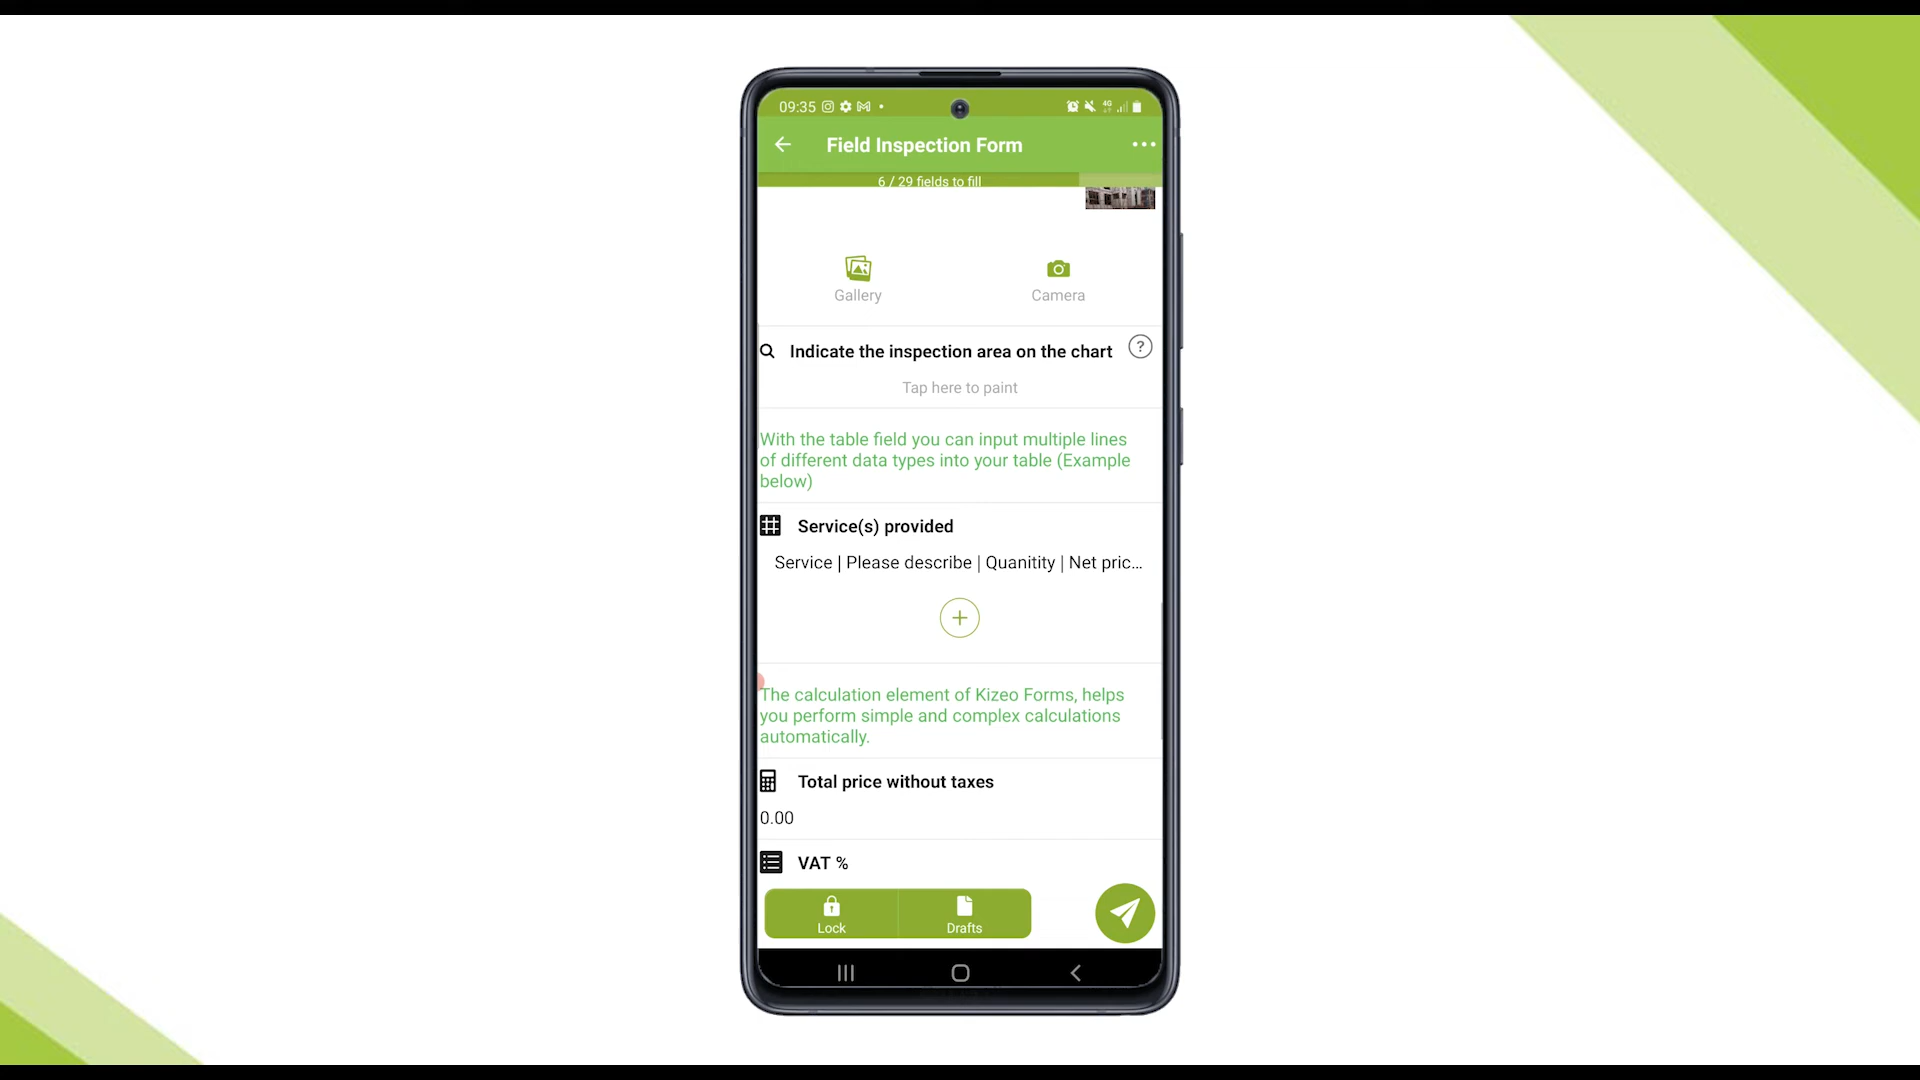 09:35
4G
Field Inspection Form
6 / 29 fields to fill
Gallery
Camera
Indicate the inspection area on the chart
?
Tap here to paint
With the table field you can input multiple lines
of different data types into your table (Example
below)
Service(s) provided
Service | Please describe | Quanitity | Net pric...
The calculation element of Kizeo Forms, helps
you perform simple and complex calculations
automatically.
Total price without taxes
0.00
VAT %
Lock
Drafts